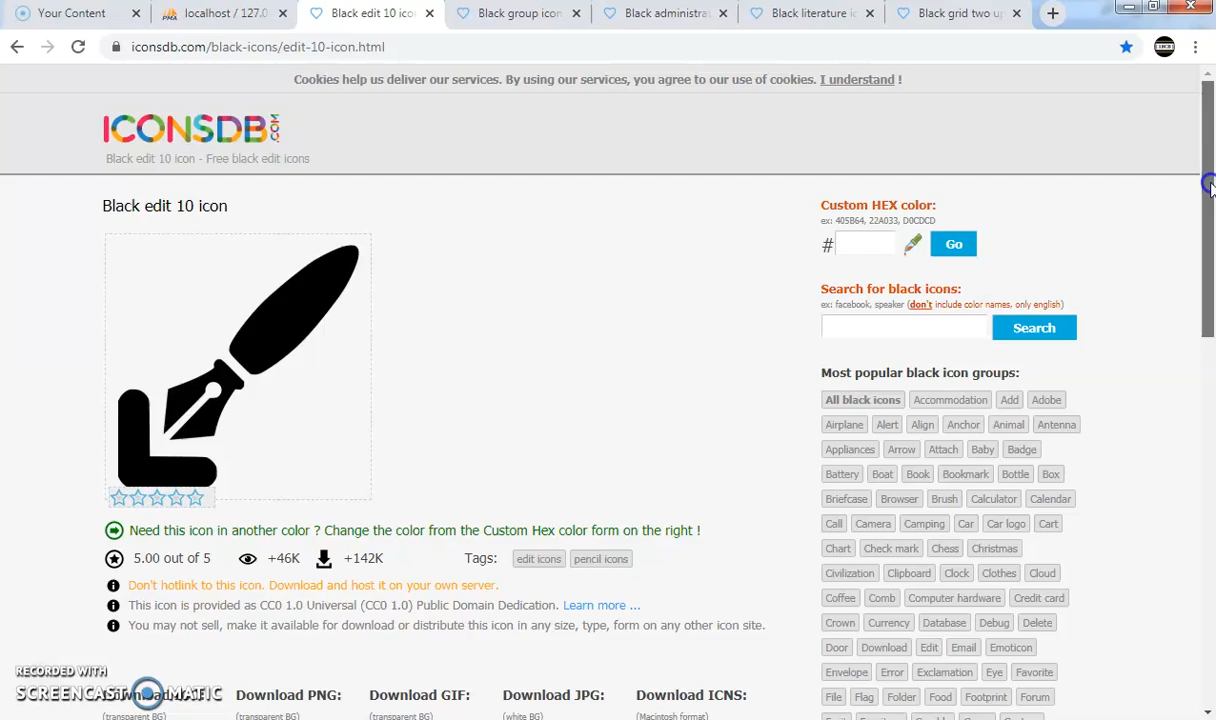 Your Content
localhost / 127.0
Black edit 10 ico
Black group icon
Black administra
Black literature i
Black grid two up
iconsdb.com/black-icons/edit-10-icon.html
Cookies help us deliver our services. By using our services, you agree to our use of cookies. I understand !
ICONSDB.COM
Black edit 10 icon - Free black edit icons
Black edit 10 icon
Custom HEX color:
ex: 405B64, 22A033, D0CDCD
# Go
Search for black icons:
ex: facebook, speaker (don't include color names, only english)
Search
Most popular black icon groups:
All black icons Accommodation Add Adobe
Airplane Alert Align Anchor Animal Antenna
Appliances Arrow Attach Baby Badge
Battery Boat Book Bookmark Bottle Box
Briefcase Browser Brush Calculator Calendar
Call Camera Camping Car Car logo Cart
Chart Check mark Chess Christmas
Civilization Clipboard Clock Clothes Cloud
Coffee Comb Computer hardware Credit card
Crown Currency Database Debug Delete
Door Download Edit Email Emoticon
Envelope Error Exclamation Eye Favorite
File Flag Folder Food Footprint Forum
Need this icon in another color ? Change the color from the Custom Hex color form on the right !
5.00 out of 5 +46K +142K Tags: edit icons pencil icons
Don't hotlink to this icon. Download and host it on your own server.
This icon is provided as CC0 1.0 Universal (CC0 1.0) Public Domain Dedication. Learn more ...
You may not sell, make it available for download or distribute this icon in any size, type, form on any other icon site.
Download PNG: Download GIF: Download JPG: Download ICNS:
(transparent BG) (transparent BG) (white BG) (Macintosh format)
RECORDED WITH
SCREENCAST MATIC